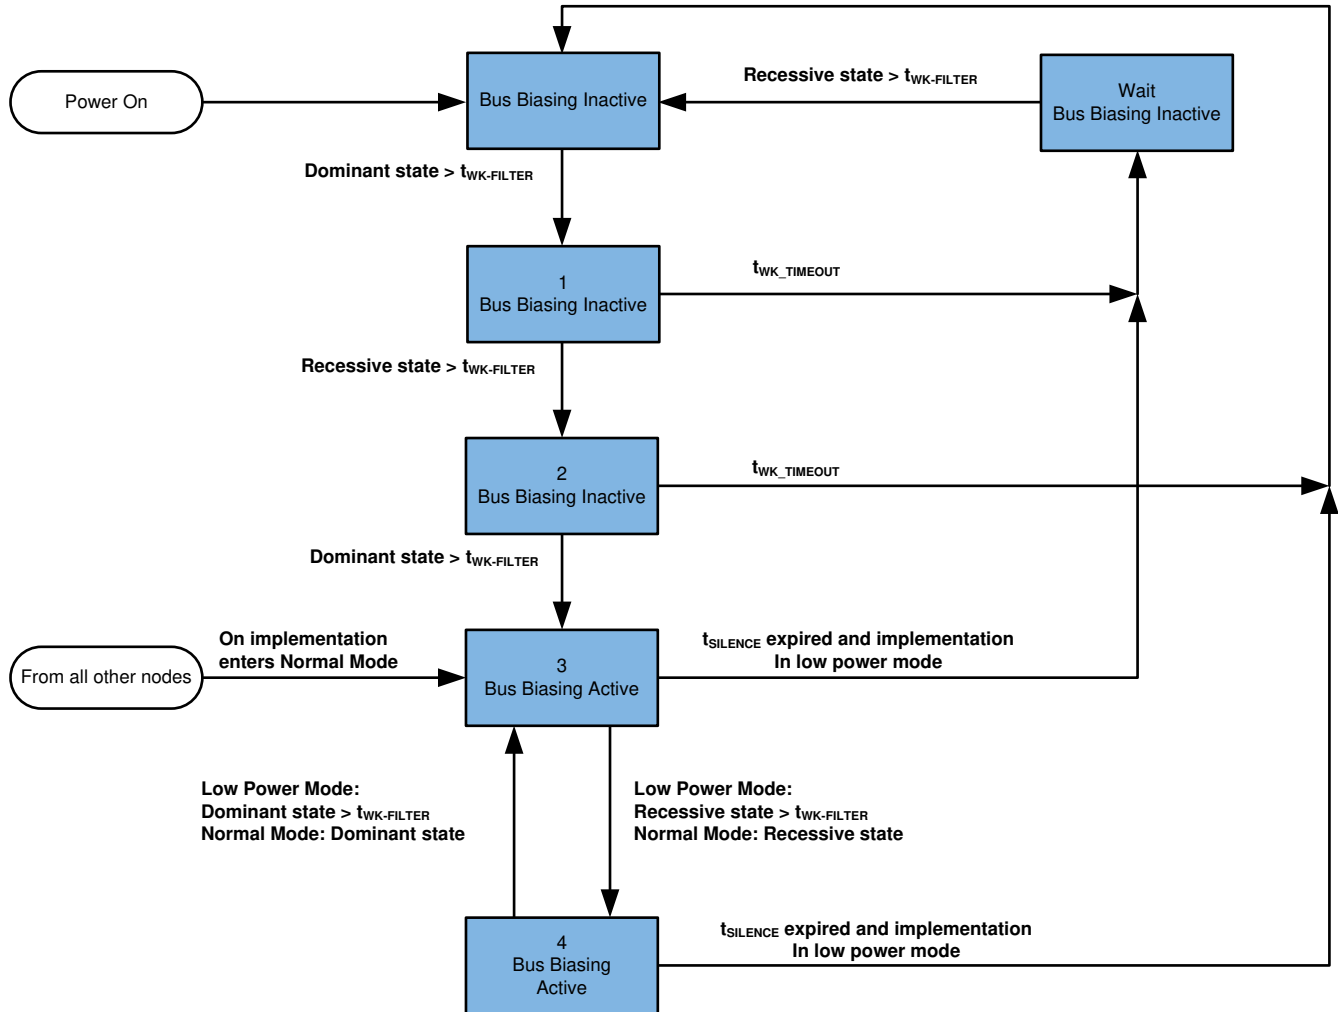 Power On
Bus Biasing Inactive
Recessive state > tWK-FILTER
Wait
Bus Biasing Inactive
Dominant state > tWK-FILTER
1
Bus Biasing Inactive
tWK_TIMEOUT
Recessive state > tWK-FILTER
2
Bus Biasing Inactive
tWK_TIMEOUT
Dominant state > tWK-FILTER
From all other nodes
On implementation
enters Normal Mode
3
Bus Biasing Active
tSILENCE expired and implementation
In low power mode
Low Power Mode:
Dominant state > tWK-FILTER
Normal Mode: Dominant state
Low Power Mode:
Recessive state > tWK-FILTER
Normal Mode: Recessive state
4
Bus Biasing
Active
tSILENCE expired and implementation
In low power mode